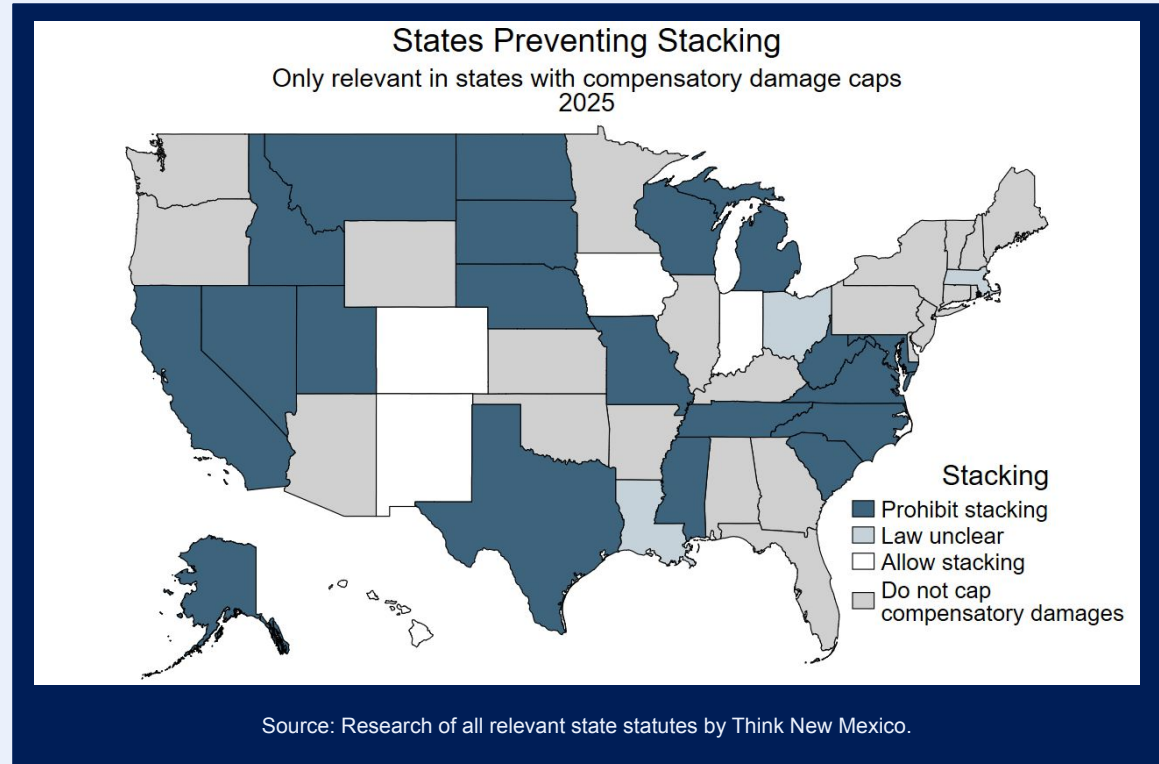 States Preventing Stacking
Only relevant in states with compensatory damage caps
2025
Stacking
Prohibit stacking
Law unclear
Allow stacking
Do not cap
compensatory damages
Source: Research of all relevant state statutes by Think New Mexico.